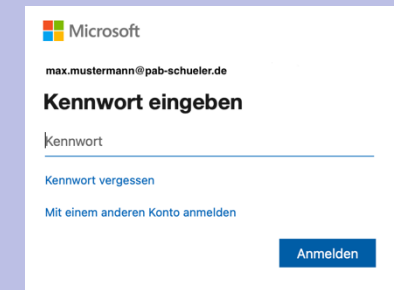 Microsoft
max.mustermann@pab-schueler.de
Kennwort eingeben
Kennwort
Kennwort vergessen
Mit einem anderen Konto anmelden
Anmelden